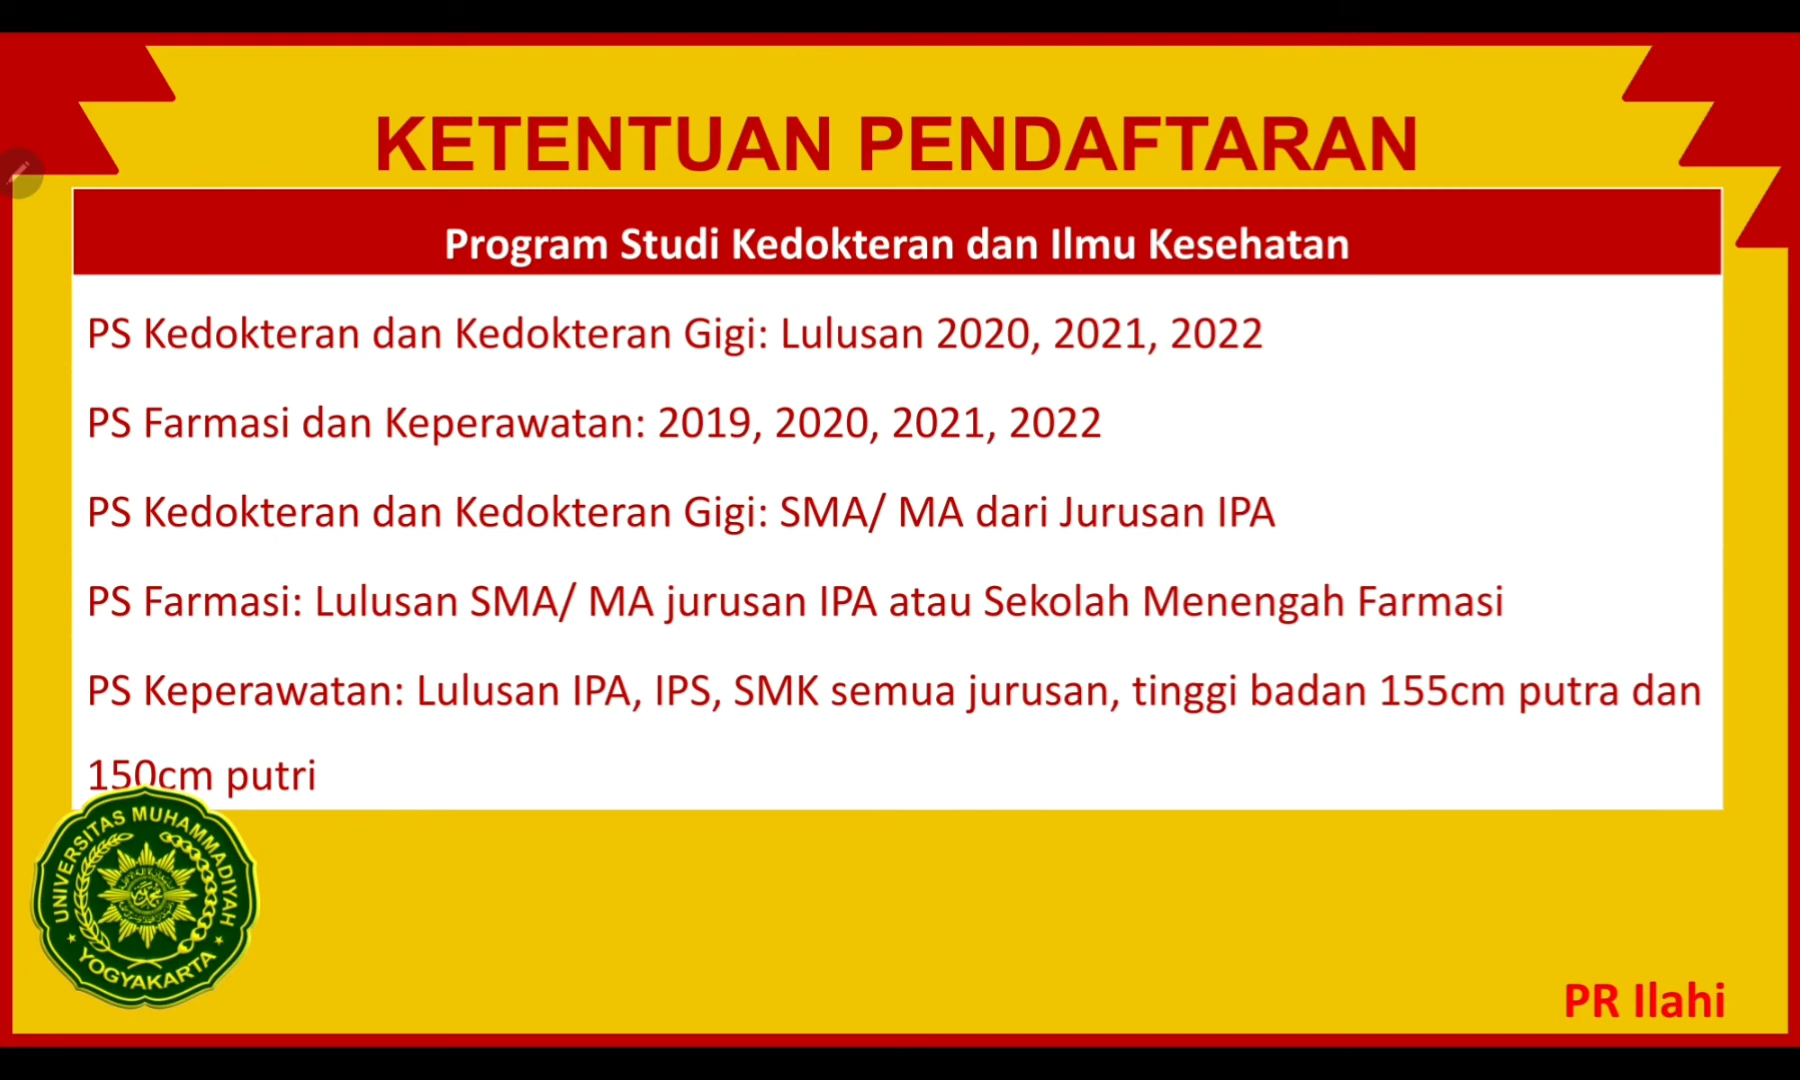 KETENTUAN PENDAFTARAN
Program Studi Kedokteran dan Ilmu Kesehatan
PS Kedokteran dan Kedokteran Gigi: Lulusan 2020, 2021, 2022
PS Farmasi dan Keperawatan: 2019, 2020, 2021, 2022
PS Kedokteran dan Kedokteran Gigi: SMA/ MA dari Jurusan IPA
PS Farmasi: Lulusan SMA/ MA jurusan IPA atau Sekolah Menengah Farmasi
PS Keperawatan: Lulusan IPA, IPS, SMK semua jurusan, tinggi badan 155cm putra dan
150cm putri
UNIVERSITAS MUHAMMADIYAH
YOGYAKARTA
PR Ilahi